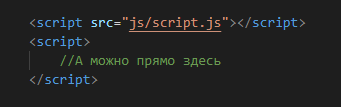 <script src="js/script.js"></script>
<script>
//А можно прямо здесь
</script>